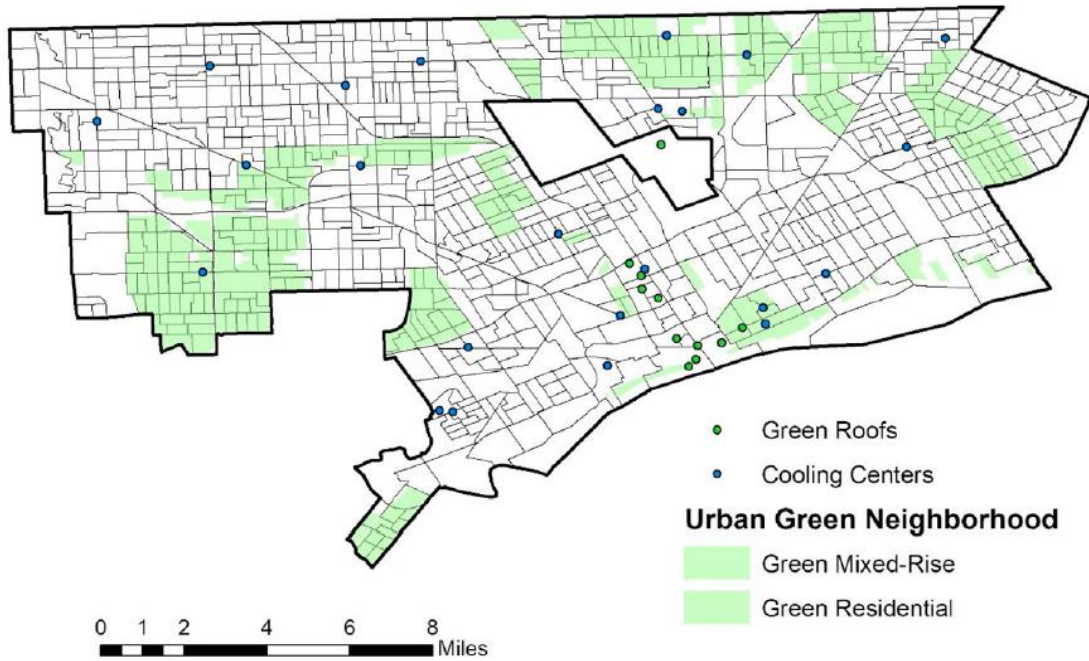 Green Roofs
Cooling Centers
Urban Green Neighborhood
Green Mixed-Rise
Green Residential
0 1 2 4 6 8
Miles